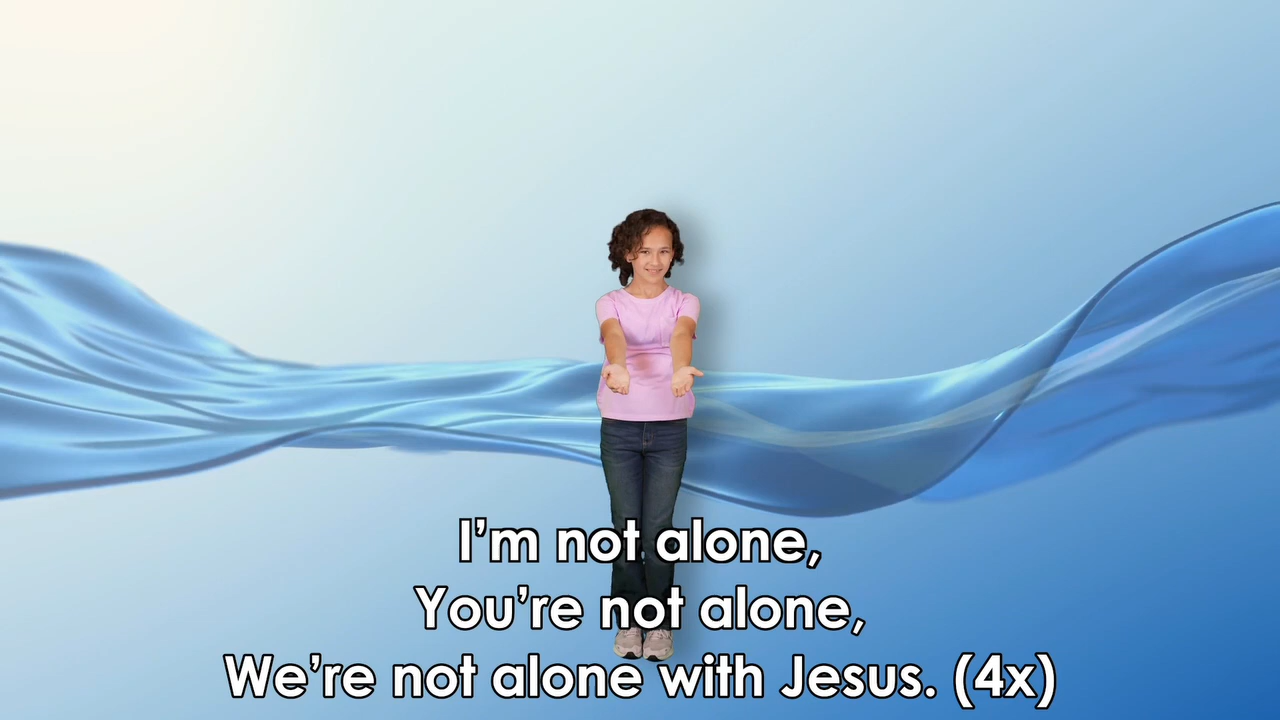 I’m not alone,
You’re not alone,
We’re not alone with Jesus. (4x)